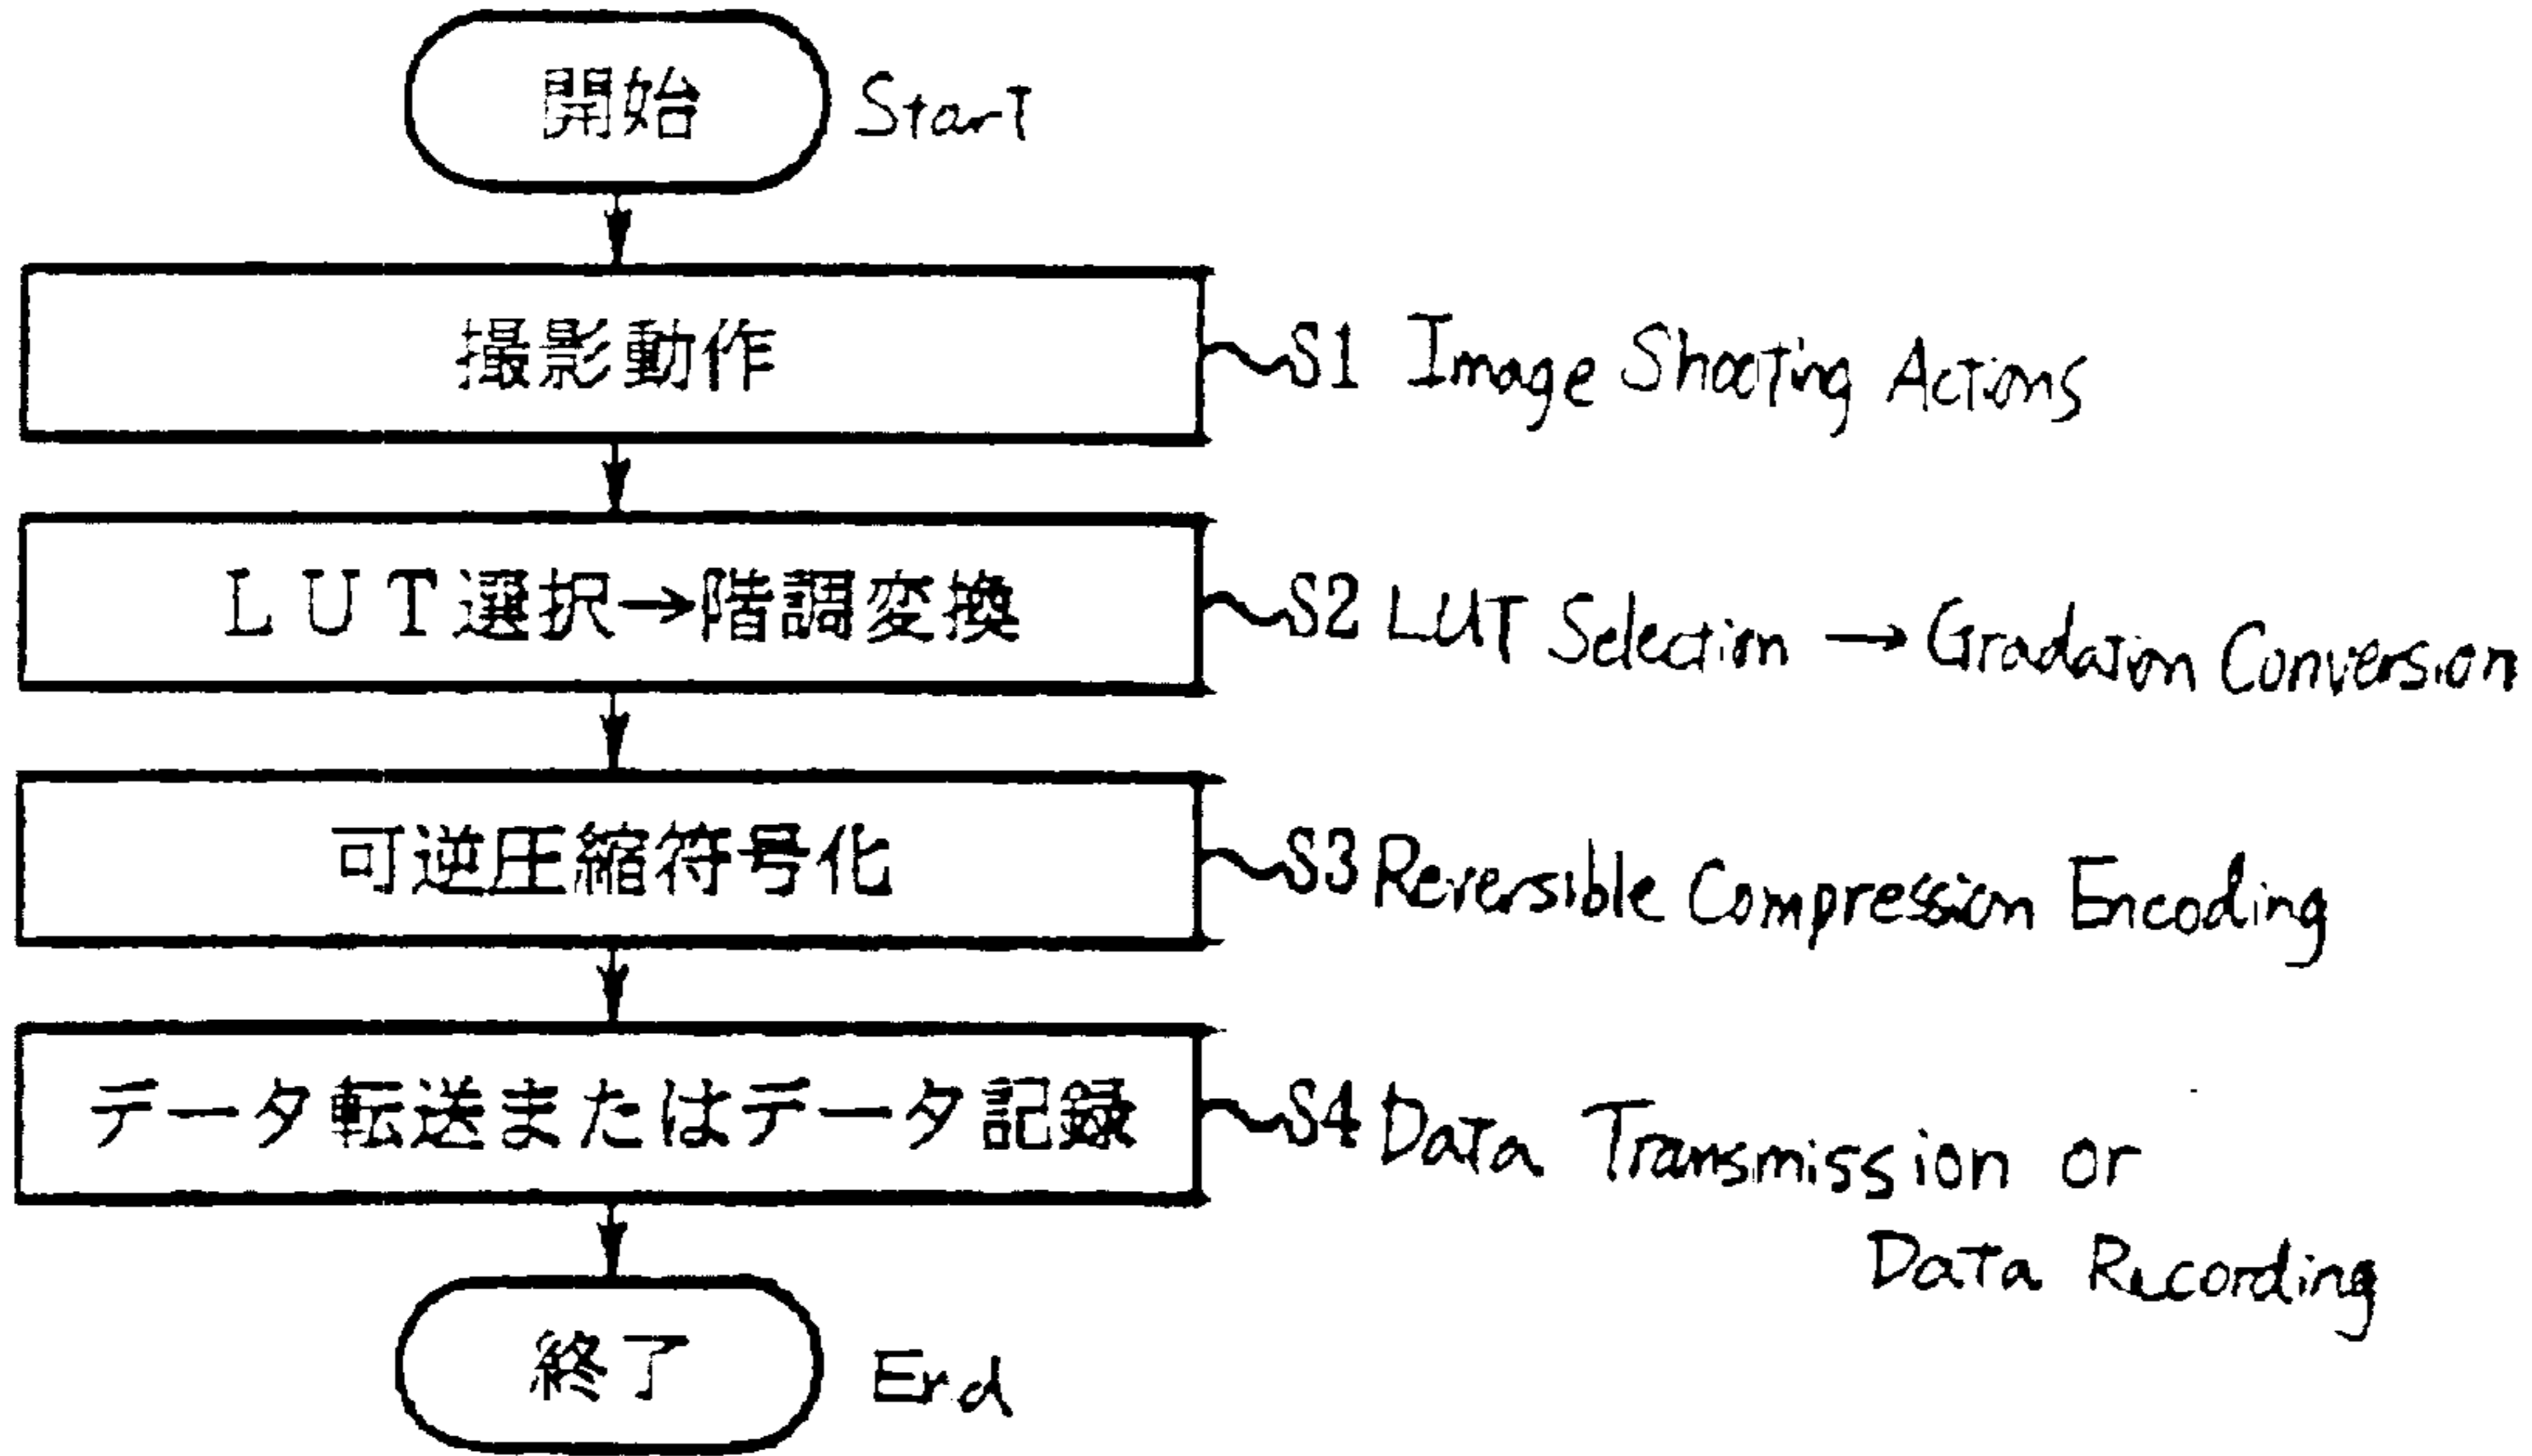 開始 Start
撮影動作 S1 Image Shooting Actions
LUT選択→階調変換 S2 LUT Selection → Gradation Conversion
可逆圧縮符号化 S3 Reversible Compression Encoding
データ転送またはデータ記録 S4 Data Transmission or
Data Recording
終了 End